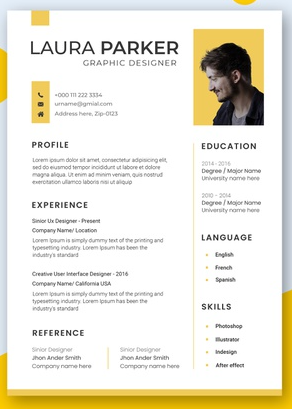 LAURA PARKER
GRAPHIC DESIGNER
+000 111 222 3334
urname@gmial.com
Address here, Zip-0123
PROFILE
Lorem ipsum dolor sit amet, consectetur adipiscing
elit, sed do eiusmod tempor incididunt ut labore et
dolore magna aliqua. Ut enim ad minim veniam, quis nostrud
exercitation ullamco laboris nisi ut aliquip
EXPERIENCE
Sinior Ux Designer - Present
Company Name/ Location
Lorem Ipsum is simply dummy text of the printing and
typesetting industry. Lorem Ipsum has been the
industry's standard
Creative User Interface Designer - 2016
Company Name/ California USA
Lorem Ipsum is simply dummy text of the printing and
typesetting industry. Lorem Ipsum has been the
industry's standard
REFERENCE
Sinior Designer
Jhon Ander Smith
Company name here
Sinior Designer
Jhon Ander Smith
Company name here
EDUCATION
2014 - 2016
Degree / Major Name
University name here
2010 - 2014
Degree / Major Name
University name here
LANGUAGE
English
French
Spanish
SKILLS
Photoshop
Illustrator
Indesign
After effect